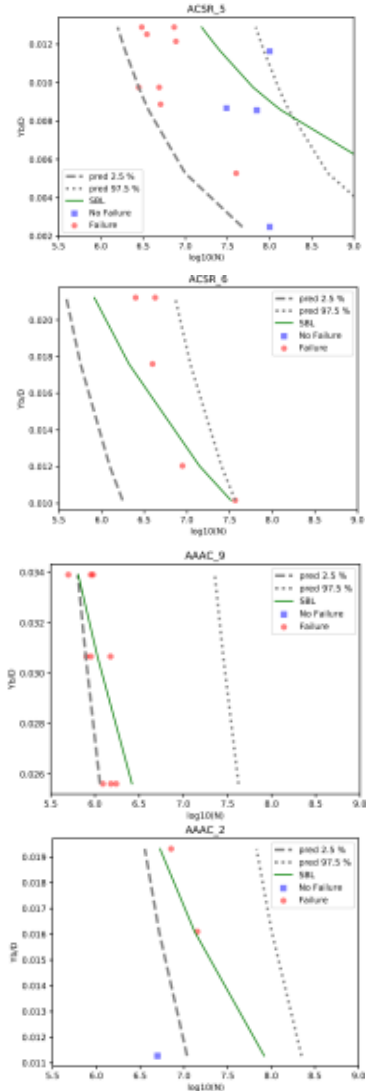 ACSR_5
0.012
0.010
0.008
0.006
0.004
0.002
Yb/D
pred 2.5 %
pred 97.5 %
SBL
No Failure
Failure
5.5 6.0 6.5 7.0 7.5 8.0 8.5 9.0
log10(N)
ACSR_6
0.020
0.018
0.016
0.014
0.012
0.010
Yb/D
pred 2.5 %
pred 97.5 %
SBL
No Failure
Failure
5.5 6.0 6.5 7.0 7.5 8.0 8.5 9.0
log10(N)
AAAC_9
0.034
0.032
0.030
0.028
0.026
Yb/D
pred 2.5 %
pred 97.5 %
SBL
No Failure
Failure
5.5 6.0 6.5 7.0 7.5 8.0 8.5 9.0
log10(N)
AAAC_2
0.019
0.018
0.017
0.016
0.015
0.014
0.013
0.012
0.011
Yb/D
pred 2.5 %
pred 97.5 %
SBL
No Failure
Failure
5.5 6.0 6.5 7.0 7.5 8.0 8.5 9.0
log10(N)